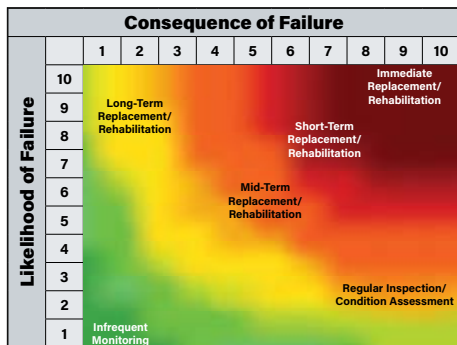 Consequence of Failure
1 2 3 4 5 6 7 8 9 10
Likelihood of Failure
10
9
8
7
6
5
4
3
2
1
Immediate
Replacement/
Rehabilitation
Long-Term
Replacement/
Rehabilitation
Short-Term
Replacement/
Rehabilitation
Mid-Term
Replacement/
Rehabilitation
Regular Inspection/
Condition Assessment
Infrequent
Monitoring